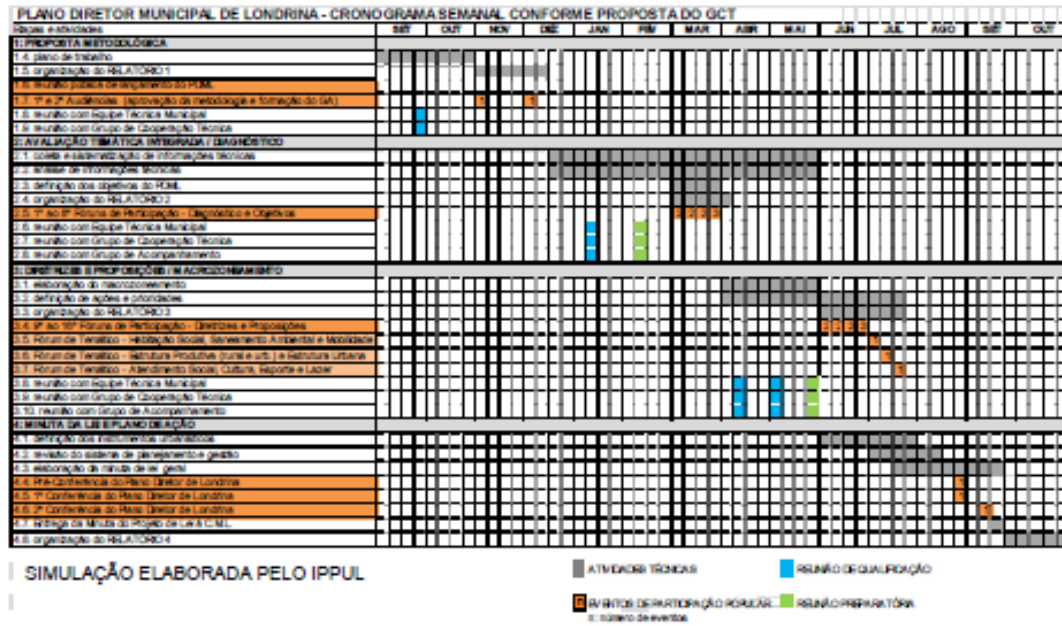 PLANO DIRETOR MUNICIPAL DE LONDRINA - CRONOGRAMA SEMANAL CONFORME PROPOSTA DO GCT
Etapas e atividades SET OUT NOV DEZ JAN FEV MAR ABR MAI JUN JUL AGO SET OUT
1: PROPOSTA METODOLÓGICA
1.4. plano de trabalho
1.5. organização do RELATÓRIO 1
1.6. reunião pública de lançamento do PDML
1.7. 1ª e 2ª Audiências (aprovação da metodologia e formação do GA) 1 1
1.8. reunião com Equipe Técnica Municipal
1.9. reunião com Grupo de Cooperação Técnica
2: AVALIAÇÃO TEMÁTICA INTEGRADA / DIAGNÓSTICO
2.1. coleta e sistematização de informações técnicas
2.2. análise de informações técnicas
2.3. definição dos objetivos do PDML
2.4. organização do RELATÓRIO 2
2.5. 1º ao 8º Fóruns de Participação - Diagnóstico e Objetivos
2.6. reunião com Equipe Técnica Municipal
2.7. reunião com Grupo de Cooperação Técnica
2.8. reunião com Grupo de Acompanhamento
3: DIRETRIZES E PROPOSIÇÕES / MACROZONEAMENTO
3.1. elaboração do macrozoneamento
3.2. definição de ações e prioridades
3.3. organização do RELATÓRIO 3
3.4. 9º ao 16º Fóruns de Participação - Diretrizes e Proposições
3.5. Fórum de Temático - Habitação Social, Saneamento Ambiental e Mobilidade 1
3.6. Fórum de Temático - Estrutura Produtiva (rural e urb.) e Estrutura Urbana 1
3.7. Fórum de Temático - Atendimento Social, Cultura, Esporte e Lazer 1
3.8. reunião com Equipe Técnica Municipal
3.9. reunião com Grupo de Cooperação Técnica
3.10. reunião com Grupo de Acompanhamento
4: MINUTA DA LEI E PLANO DE AÇÃO
4.1. definição dos instrumentos urbanísticos
4.2. revisão do sistema de planejamento e gestão
4.3. elaboração da minuta de lei geral
4.4. Pré-Conferência do Plano Diretor de Londrina 1
4.5. 1ª Conferência do Plano Diretor de Londrina 1
4.6. 2ª Conferência do Plano Diretor de Londrina 1
4.7. Entrega da Minuta do Projeto de Lei à C.M.L.
4.8. organização do RELATÓRIO 4
SIMULAÇÃO ELABORADA PELO IPPUL
ATIVIDADES TÉCNICAS
REUNIÃO DE QUALIFICAÇÃO
n EVENTOS DE PARTICIPAÇÃO POPULAR
REUNIÃO PREPARATÓRIA
n: número de eventos